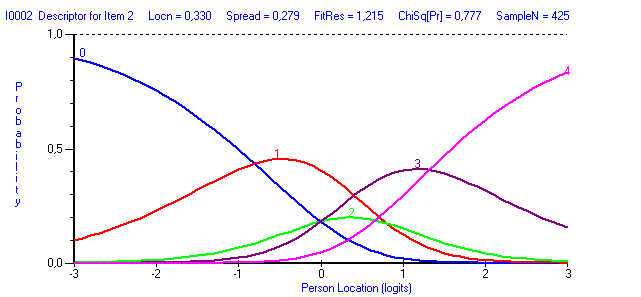 I0002 Descriptor for Item 2 Locn = 0,330 Spread = 0,279 FitRes = 1,215 ChiSq[Pr] = 0,777 SampleN = 425
1,0
0
4
Probability
0,5
1
3
2
0,0
-3 -2 -1 0 1 2 3
Person Location (logits)